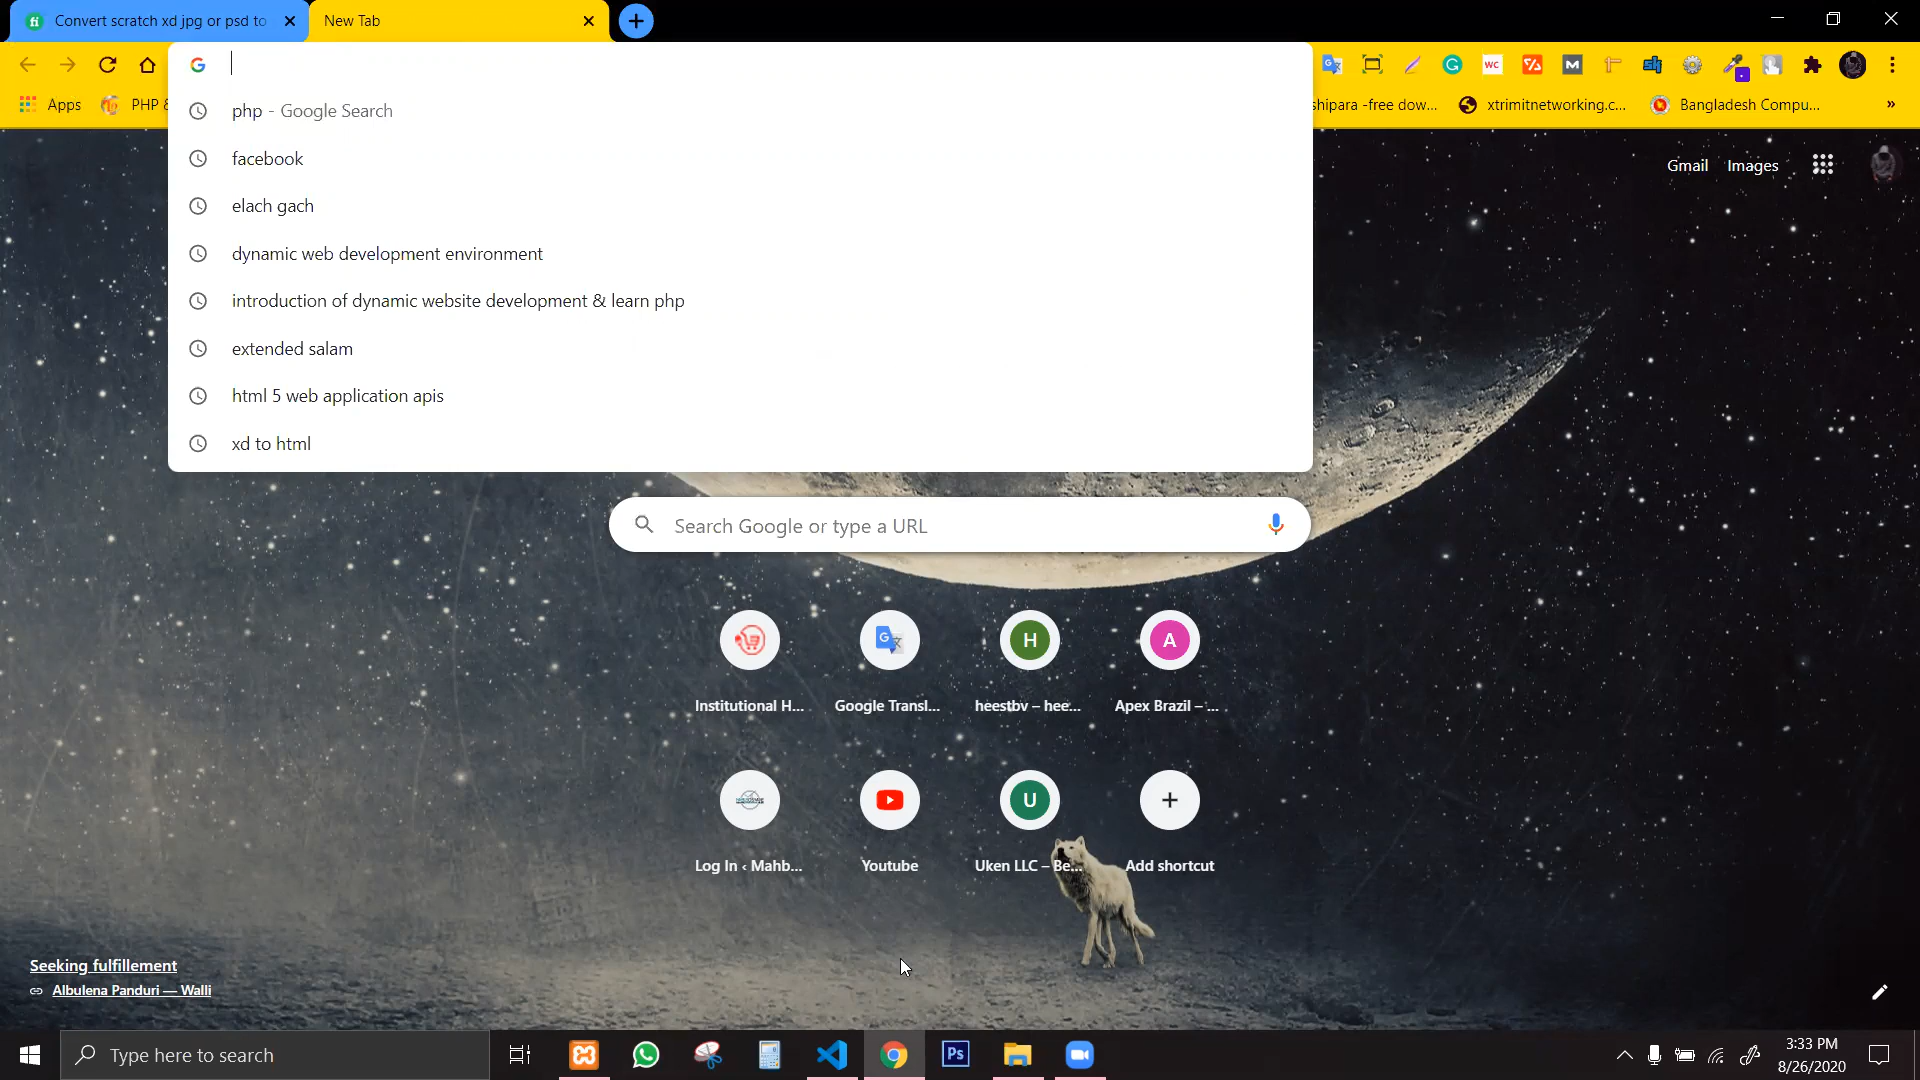 Convert scratch xd jpg or psd to
New Tab
WC
M
Apps
PHP &
shipara -free dow...
xtrimitnetworking.c...
Bangladesh Compu...
»
php - Google Search
facebook
elach gach
dynamic web development environment
introduction of dynamic website development & learn php
extended salam
html 5 web application apis
xd to html
Gmail
Images
Search Google or type a URL
H
A
Institutional H...
Google Transl...
heestbv – hee...
Apex Brazil – ...
U
Log In ‹ Mahb...
Youtube
Uken LLC – Be...
Add shortcut
Seeking fulfillement
Albulena Panduri — Walli
Type here to search
Ps
3:33 PM
8/26/2020